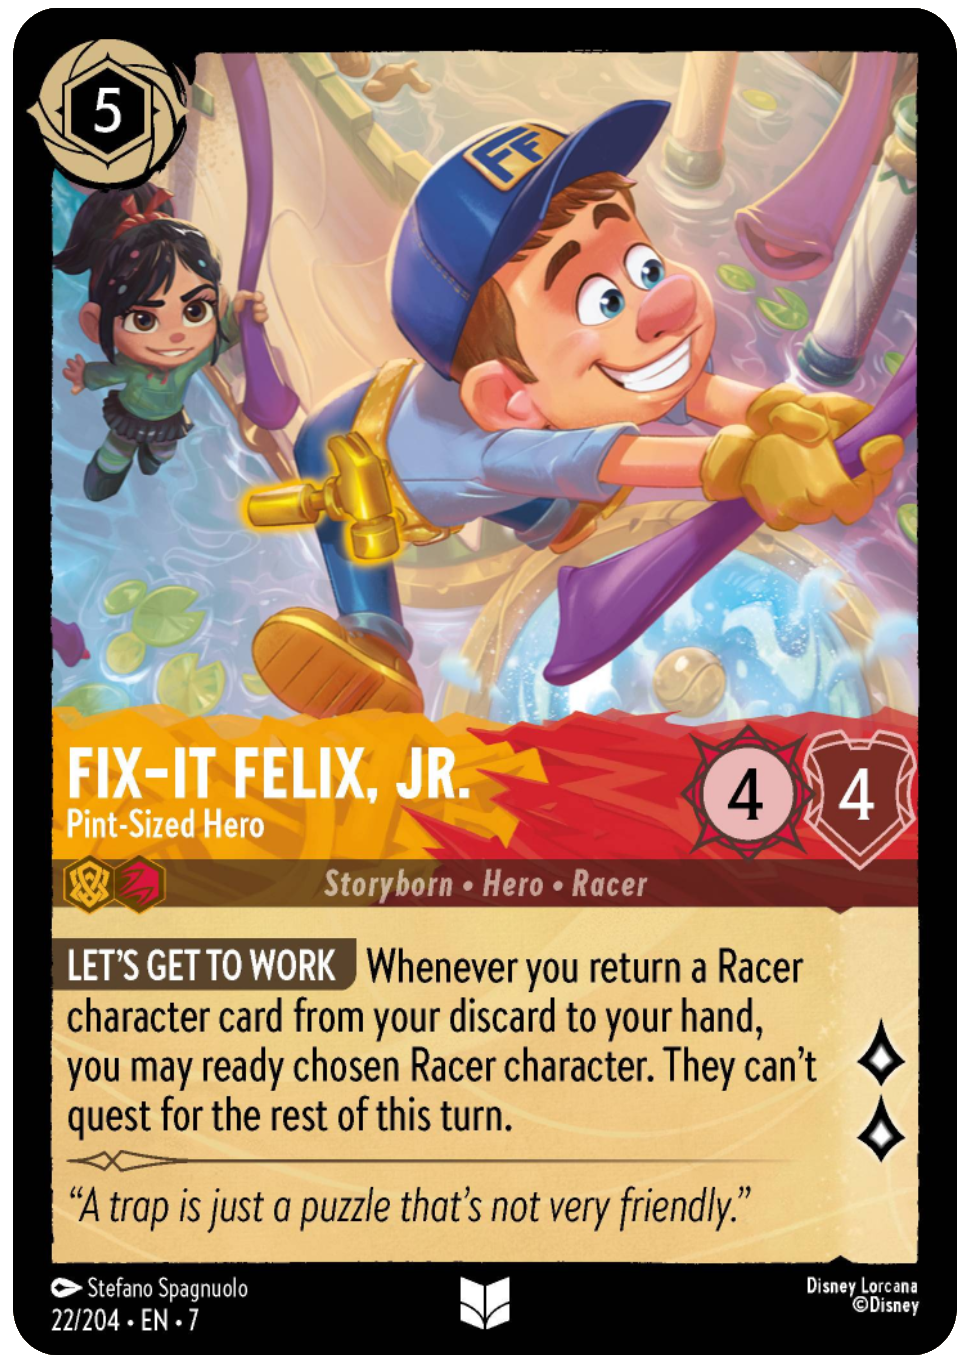 5
FF
FIX-IT FELIX, JR.
Pint-Sized Hero
4
4
Storyborn • Hero • Racer
LET'S GET TO WORK Whenever you return a Racer
character card from your discard to your hand,
you may ready chosen Racer character. They can't
quest for the rest of this turn.
“A trap is just a puzzle that's not very friendly.”
Stefano Spagnuolo
22/204 • EN • 7
Disney Lorcana
©Disney